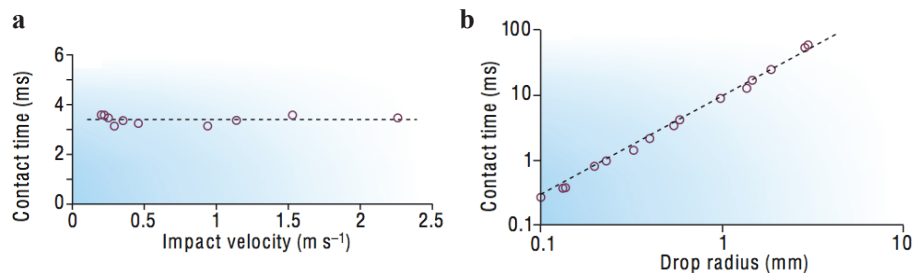 a
Contact time (ms)
6
4
2
0
0 0.5 1 1.5 2 2.5
Impact velocity (m s⁻¹)
b
Contact time (ms)
100
10
1
0.1
0.1 1 10
Drop radius (mm)